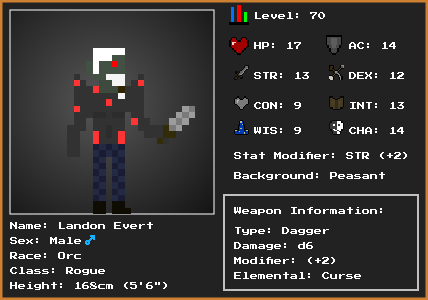 Level: 70
HP: 17
AC: 14
STR: 13
DEX: 12
CON: 9
INT: 13
WIS: 9
CHA: 14
Stat Modifier: STR (+2)
Background: Peasant
Name: Landon Evert
Sex: Male♂
Race: Orc
Class: Rogue
Height: 168cm (5'6")
Weapon Information:
Type: Dagger
Damage: d6
Modifier: (+2)
Elemental: Curse